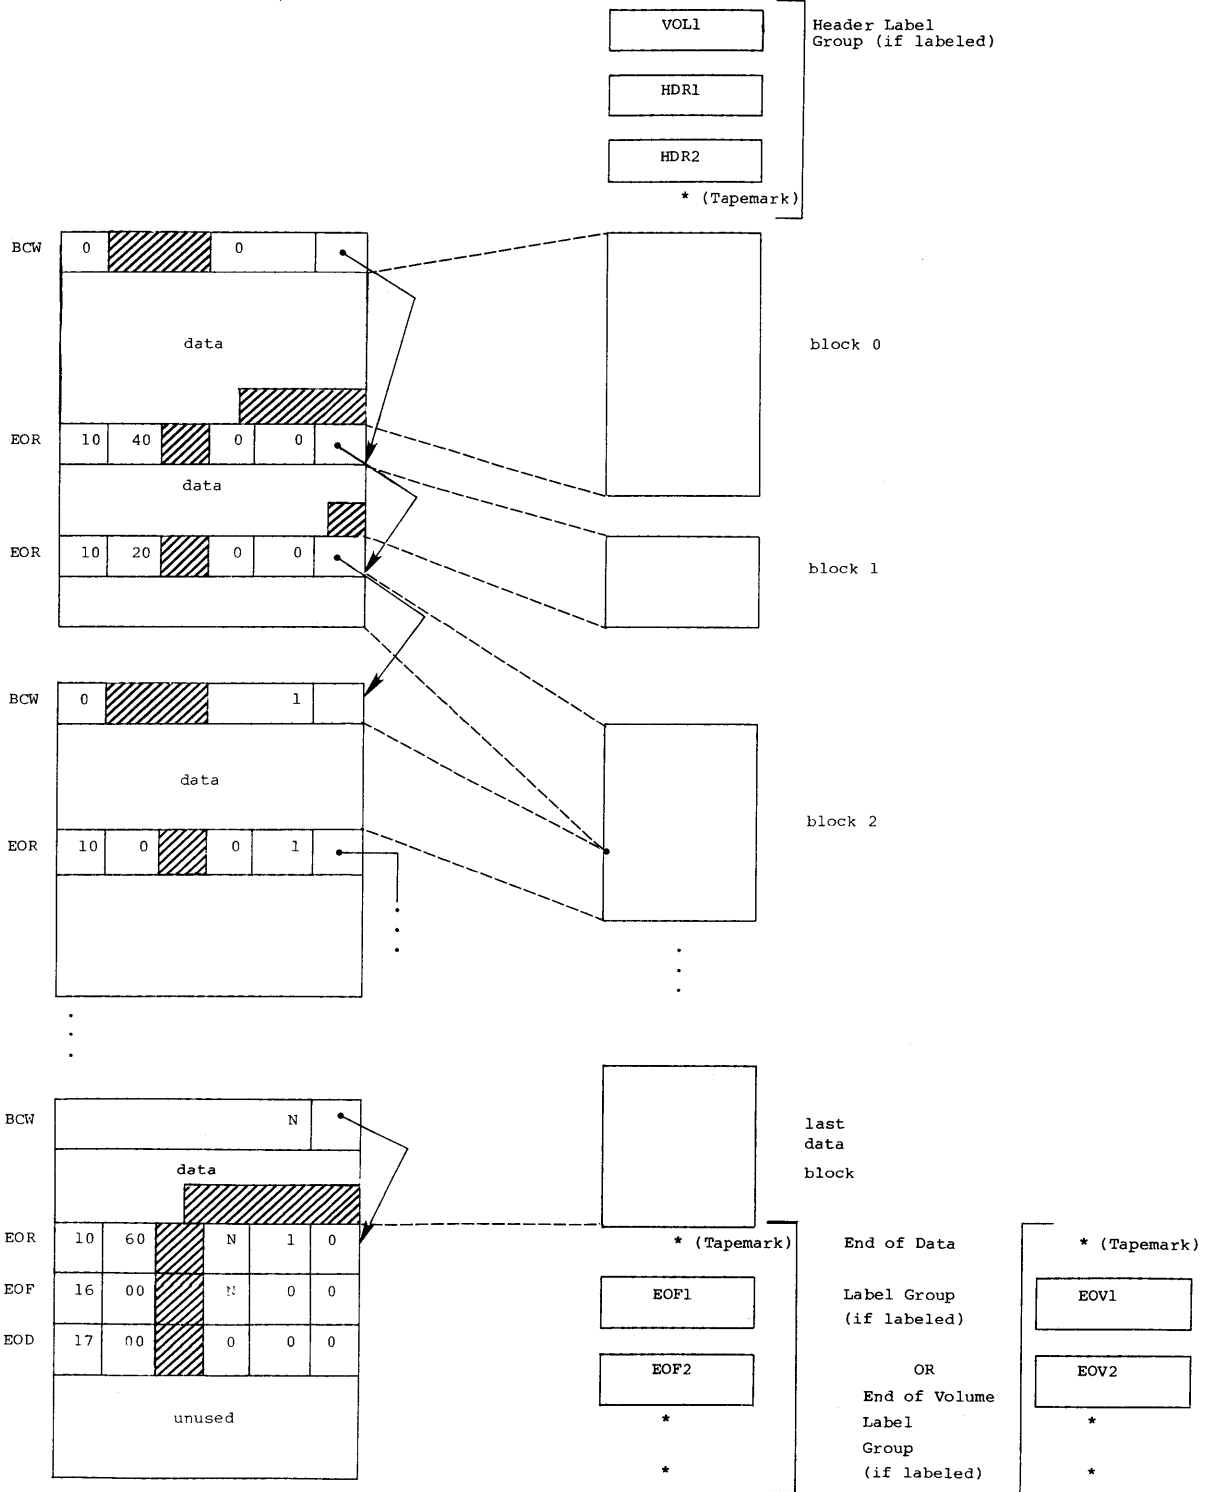 VOL1
Header Label
Group (if labeled)
HDR1
HDR2
* (Tapemark)
BCW 0 0
data
block 0
EOR 10 40 0 0
data
EOR 10 20 0 0
block 1
BCW 0 1
data
block 2
EOR 10 0 0 1
BCW N
last
data
block
data
EOR 10 60 N 1 0
* (Tapemark)
End of Data
* (Tapemark)
EOF 16 00 N 0 0
EOF1
Label Group
(if labeled)
EOV1
EOD 17 00 0 0 0
EOF2
OR
EOV2
End of Volume
unused
*
Label
*
Group
*
(if labeled)
*